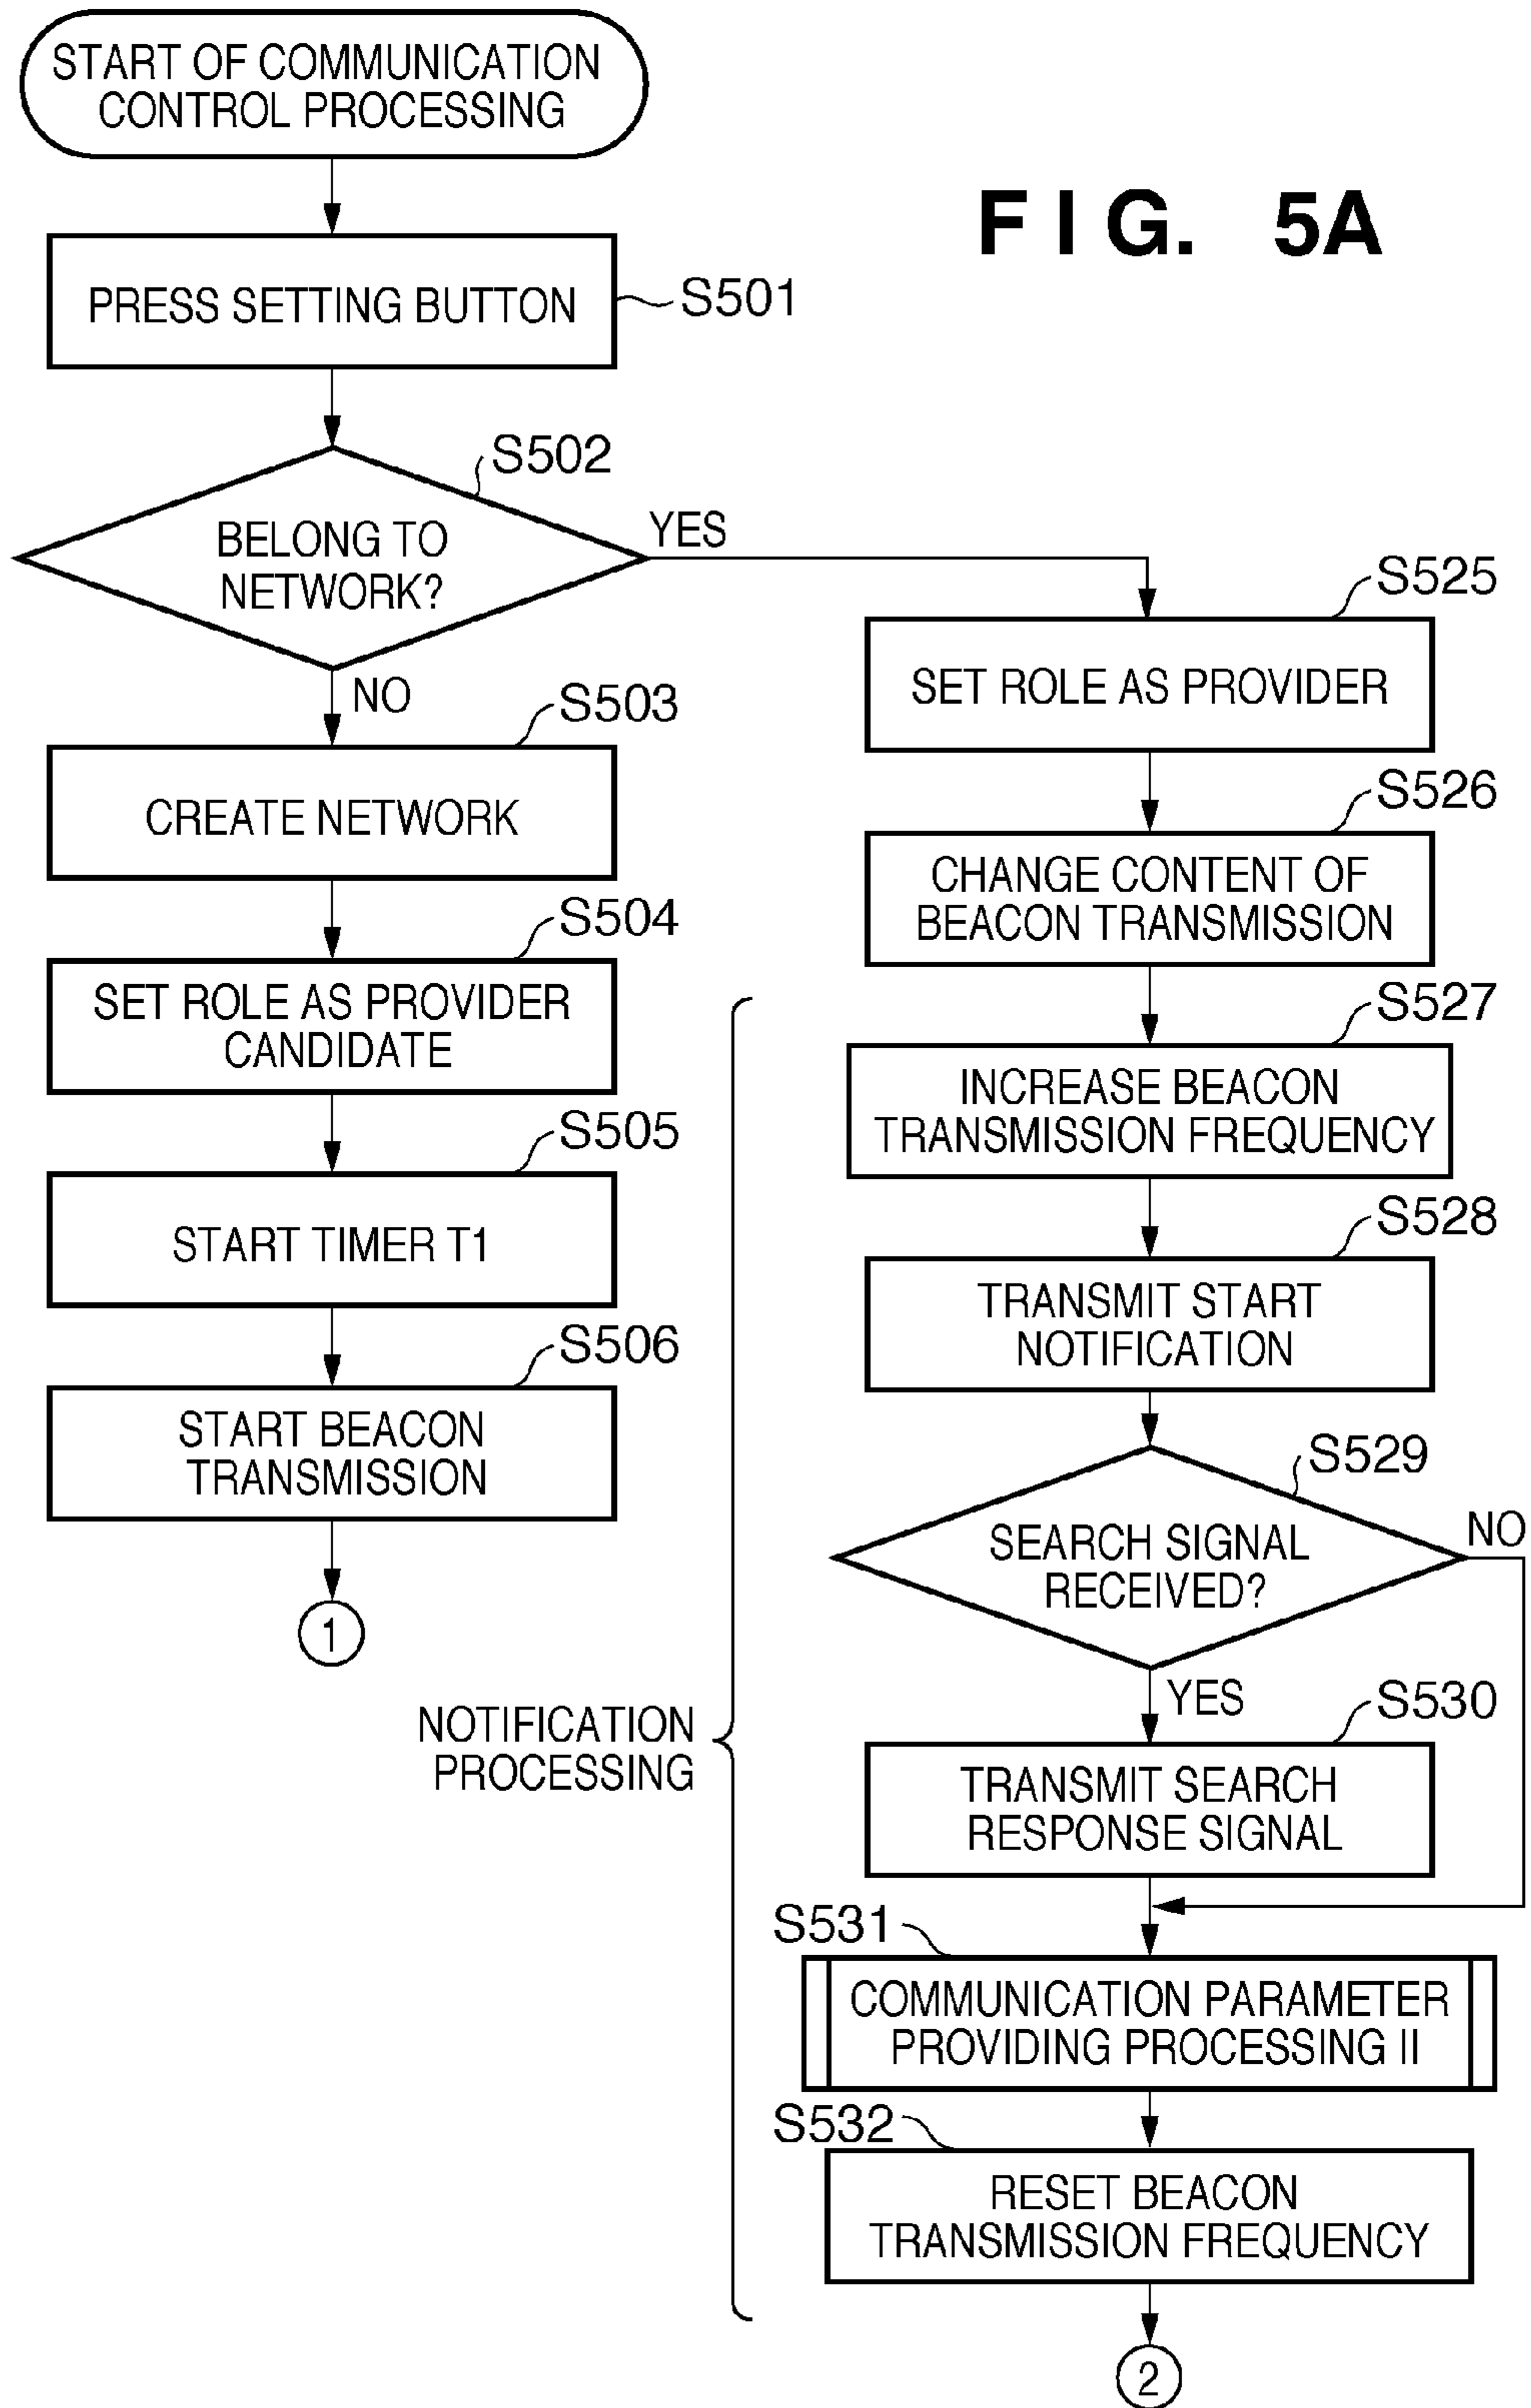 START OF COMMUNICATION
CONTROL PROCESSING
FIG. 5A
PRESS SETTING BUTTON
S501
S502
BELONG TO
NETWORK?
YES
NO
S503
CREATE NETWORK
S504
SET ROLE AS PROVIDER
CANDIDATE
S505
START TIMER T1
S506
START BEACON
TRANSMISSION
1
S525
SET ROLE AS PROVIDER
S526
CHANGE CONTENT OF
BEACON TRANSMISSION
S527
INCREASE BEACON
TRANSMISSION FREQUENCY
S528
TRANSMIT START
NOTIFICATION
S529
SEARCH SIGNAL
RECEIVED?
NO
YES
S530
TRANSMIT SEARCH
RESPONSE SIGNAL
NOTIFICATION
PROCESSING
S531
COMMUNICATION PARAMETER
PROVIDING PROCESSING II
S532
RESET BEACON
TRANSMISSION FREQUENCY
2